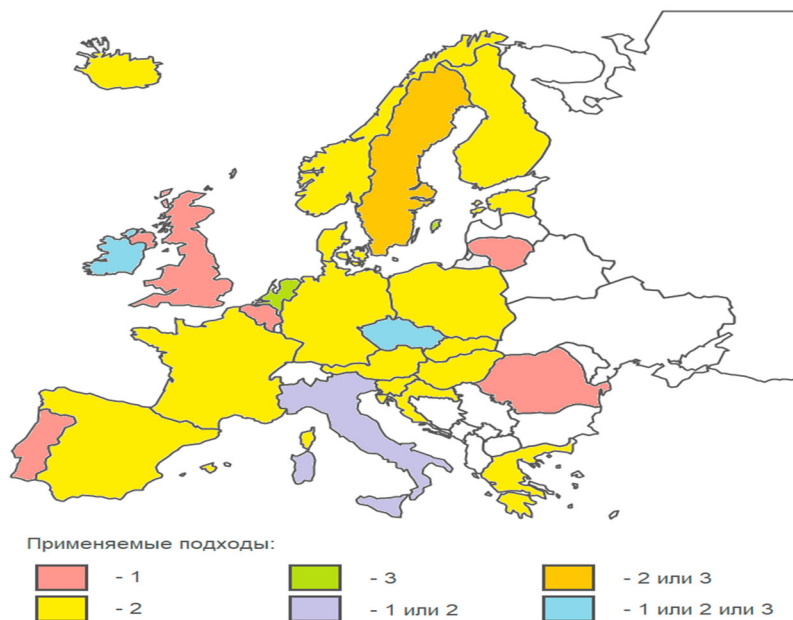 Применяемые подходы:
- 1 - 3 - 2 или 3
- 2 - 1 или 2 - 1 или 2 или 3